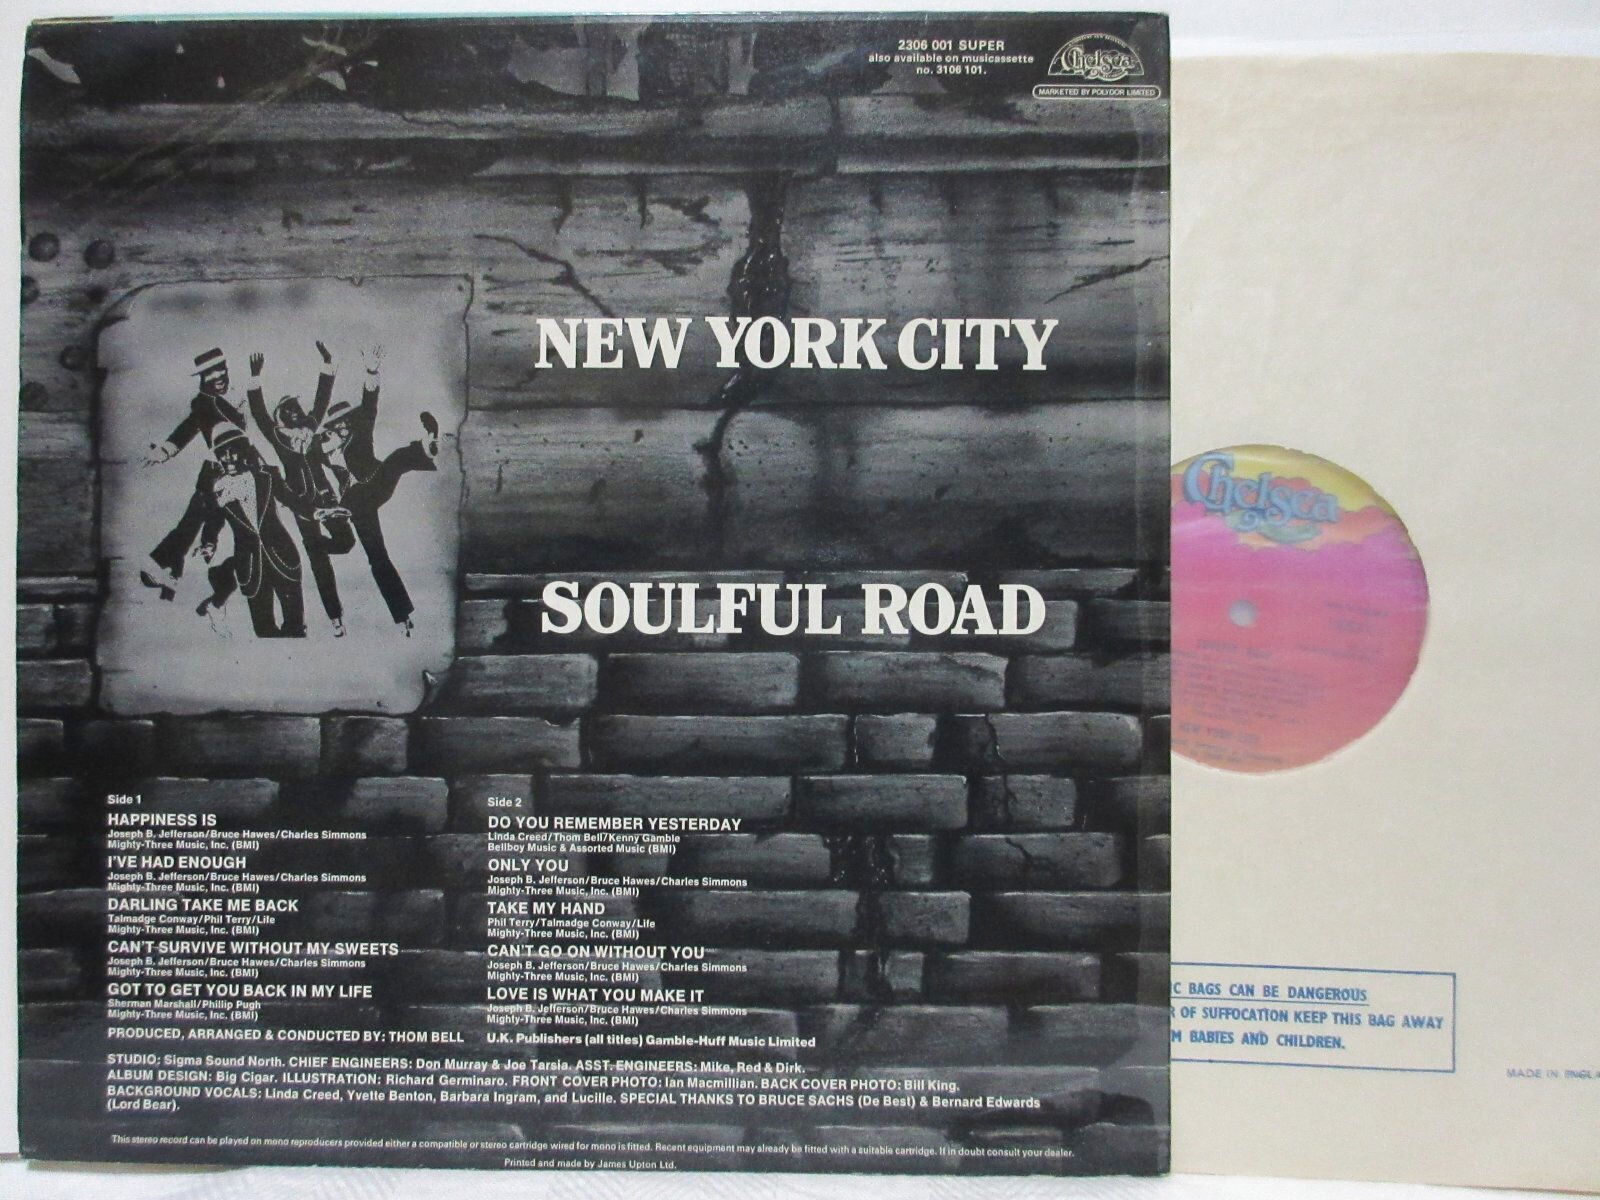 2306 001 SUPER
also available on musicassette
no. 3106 101.
Chelsea
MARKETED BY POLYDOR LIMITED
NEW YORK CITY
SOULFUL ROAD
Side 1
HAPPINESS IS
Joseph B. Jefferson/Bruce Hawes/Charles Simmons
Mighty-Three Music, Inc. (BMI)
I'VE HAD ENOUGH
Joseph B. Jefferson/Bruce Hawes/Charles Simmons
Mighty-Three Music, Inc. (BMI)
DARLING TAKE ME BACK
Talmadge Conway/Phil Terry/Life
Mighty-Three Music, Inc. (BMI)
CAN'T SURVIVE WITHOUT MY SWEETS
Joseph B. Jefferson/Bruce Hawes/Charles Simmons
Mighty-Three Music, Inc. (BMI)
GOT TO GET YOU BACK IN MY LIFE
Sherman Marshall/Phillip Pugh
Mighty-Three Music, Inc. (BMI)
PRODUCED, ARRANGED & CONDUCTED BY: THOM BELL
Side 2
DO YOU REMEMBER YESTERDAY
Linda Creed/Thom Bell/Kenny Gamble
Bellboy Music & Assorted Music (BMI)
ONLY YOU
Joseph B. Jefferson/Bruce Hawes/Charles Simmons
Mighty-Three Music, Inc. (BMI)
TAKE MY HAND
Phil Terry/Talmadge Conway/Life
Mighty-Three Music, Inc. (BMI)
CAN'T GO ON WITHOUT YOU
Joseph B. Jefferson/Bruce Hawes/Charles Simmons
Mighty-Three Music, Inc. (BMI)
LOVE IS WHAT YOU MAKE IT
Joseph B. Jefferson/Bruce Hawes/Charles Simmons
Mighty-Three Music, Inc. (BMI)
U.K. Publishers (all titles) Gamble-Huff Music Limited
STUDIO: Sigma Sound North. CHIEF ENGINEERS: Don Murray & Joe Tarsia. ASST. ENGINEERS: Mike, Red & Dirk.
ALBUM DESIGN: Big Cigar. ILLUSTRATION: Richard Germinaro. FRONT COVER PHOTO: Ian Macmillian. BACK COVER PHOTO: Bill King.
BACKGROUND VOCALS: Linda Creed, Yvette Benton, Barbara Ingram, and Lucille. SPECIAL THANKS TO BRUCE SACHS (De Best) & Bernard Edwards
(Lord Bear).
This stereo record can be played on mono reproducers provided either a compatible or stereo cartridge wired for mono is fitted. Recent equipment may already be fitted with a suitable cartridge. If in doubt consult your dealer.
Printed and made by James Upton Ltd.
Chelsea
NEW YORK CITY
C BAGS CAN BE DANGEROUS
R OF SUFFOCATION KEEP THIS BAG AWAY
M BABIES AND CHILDREN.
MADE IN ENGLA